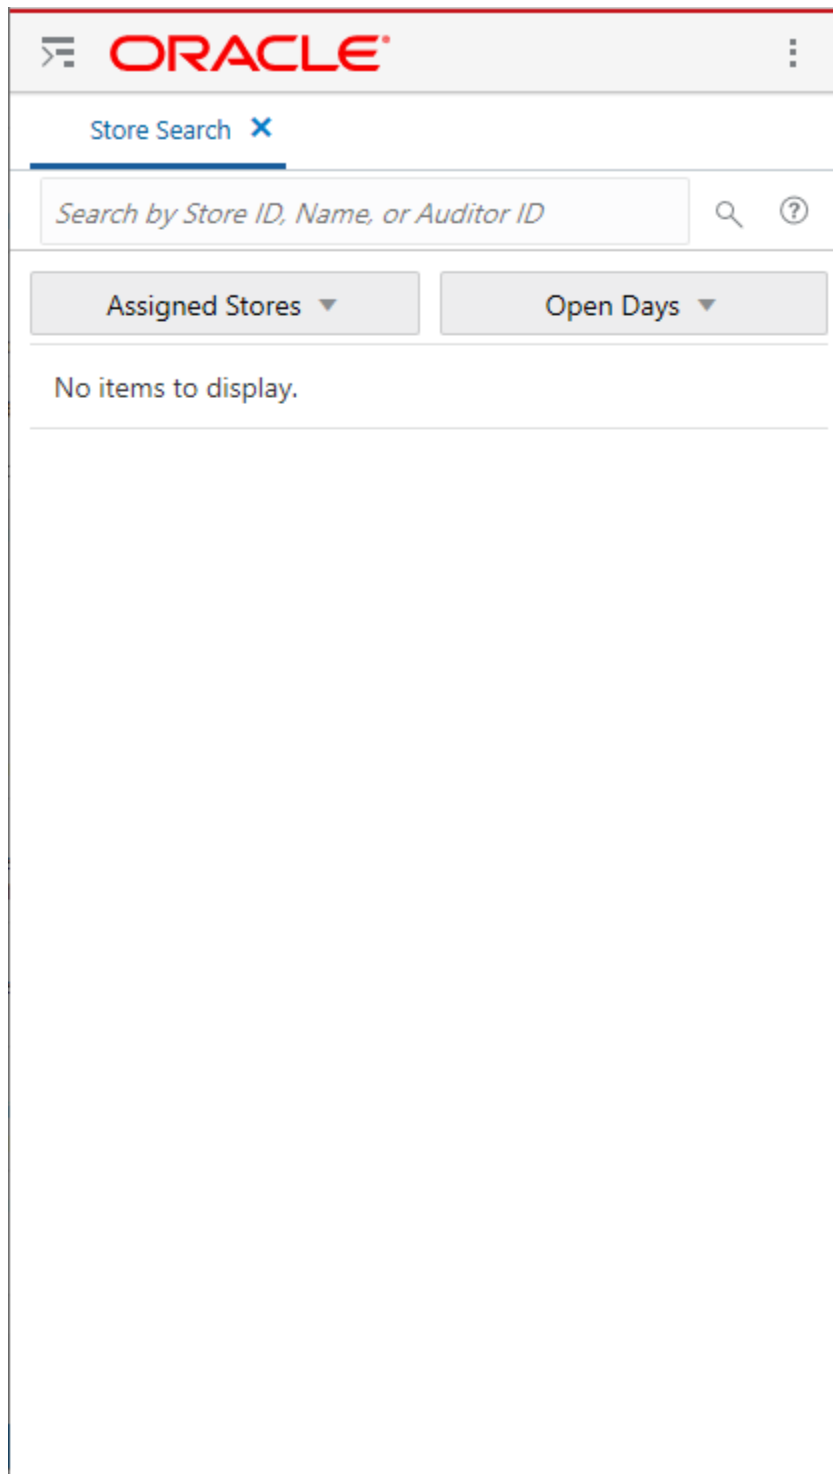 ORACLE
Store Search
Search by Store ID, Name, or Auditor ID
Assigned Stores
Open Days
No items to display.